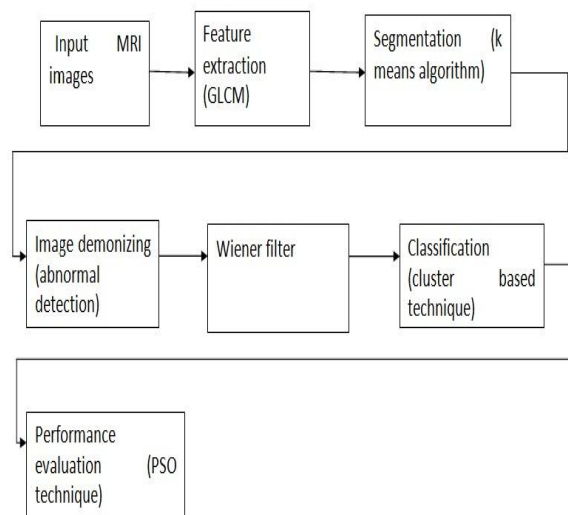 Input MRI
images
Feature
extraction
(GLCM)
Segmentation (k
means algorithm)
Image demonizing
(abnormal
detection)
Wiener filter
Classification
(cluster based
technique)
Performance
evaluation (PSO
technique)